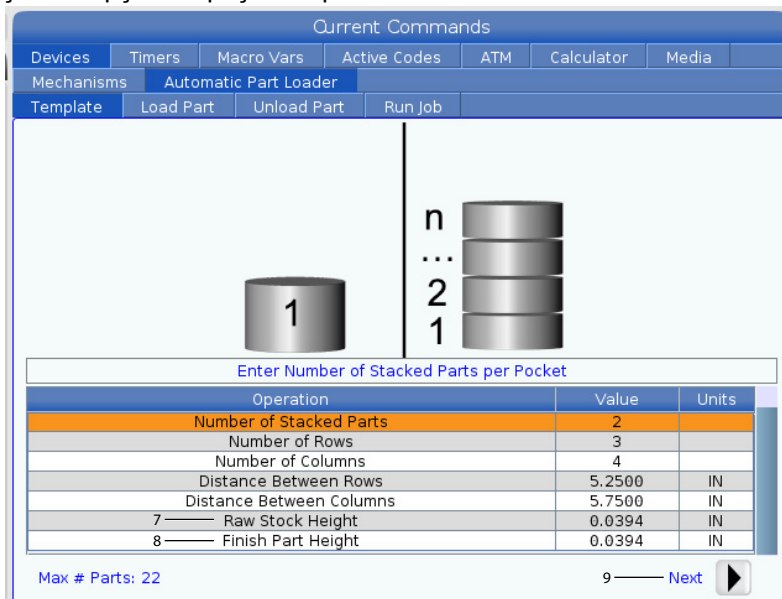 Current Commands
Devices Timers Macro Vars Active Codes ATM Calculator Media
Mechanisms Automatic Part Loader
Template Load Part Unload Part Run Job
n
...
2
1 1
Enter Number of Stacked Parts per Pocket
Operation Value Units
Number of Stacked Parts 2
Number of Rows 3
Number of Columns 4
Distance Between Rows 5.2500 IN
Distance Between Columns 5.7500 IN
7 Raw Stock Height 0.0394 IN
8 Finish Part Height 0.0394 IN
Max # Parts: 22 9 Next